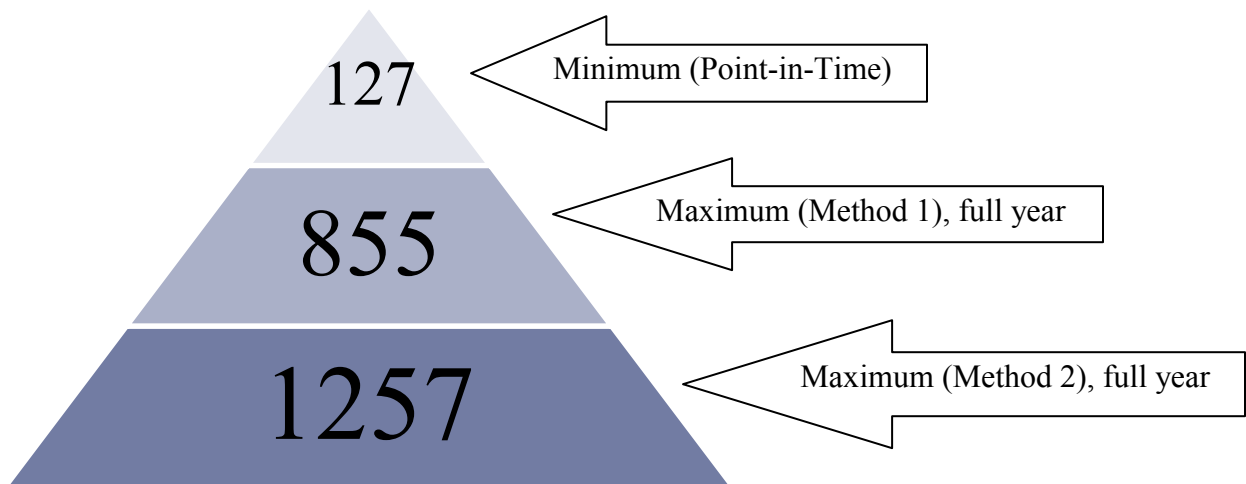 127
Minimum (Point-in-Time)
855
Maximum (Method 1), full year
1257
Maximum (Method 2), full year